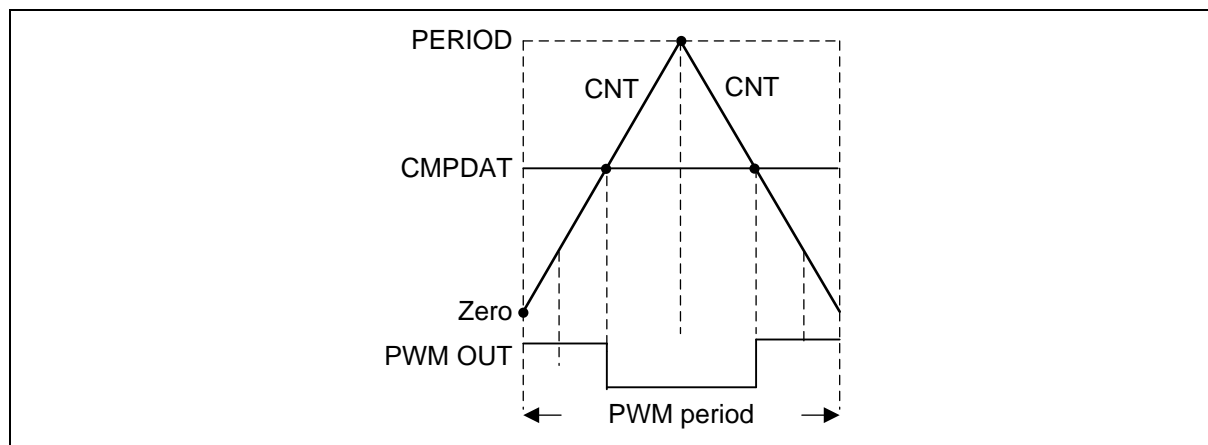 PERIOD
CNT CNT
CMPDAT
Zero
PWM OUT
PWM period